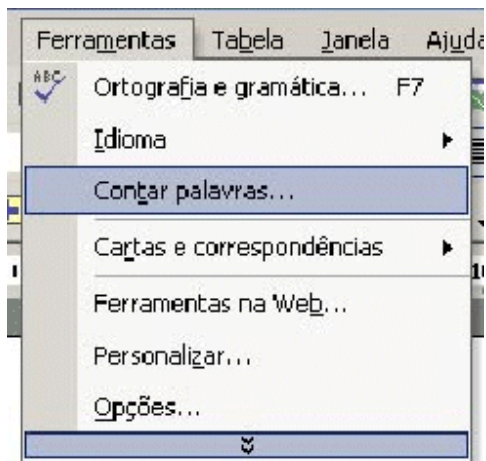 Ferramentas Tabela Janela Ajuda
ABC Ortografia e gramática... F7
Idioma
Contar palavras...
Cartas e correspondências
Ferramentas na Web...
Personalizar...
Opções...